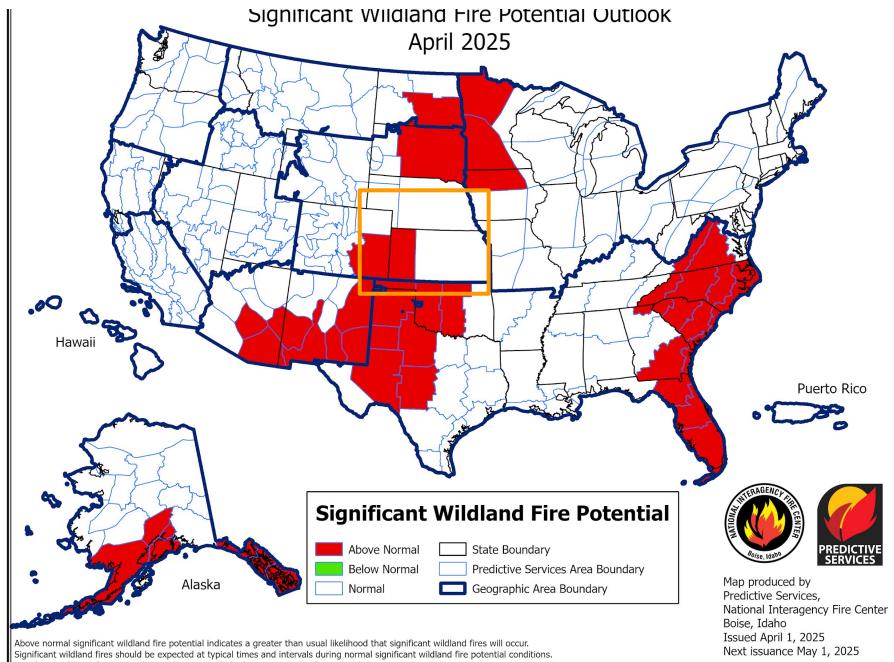 Significant Wildland Fire Potential Outlook
April 2025
Hawaii
Puerto Rico
Alaska
Significant Wildland Fire Potential
Above Normal
Below Normal
Normal
State Boundary
Predictive Services Area Boundary
Geographic Area Boundary
NATIONAL INTERAGENCY FIRE CENTER
Boise, Idaho
PREDICTIVE
SERVICES
Map produced by
Predictive Services,
National Interagency Fire Center
Boise, Idaho
Issued April 1, 2025
Next issuance May 1, 2025
Above normal significant wildland fire potential indicates a greater than usual likelihood that significant wildland fires will occur.
Significant wildland fires should be expected at typical times and intervals during normal significant wildland fire potential conditions.